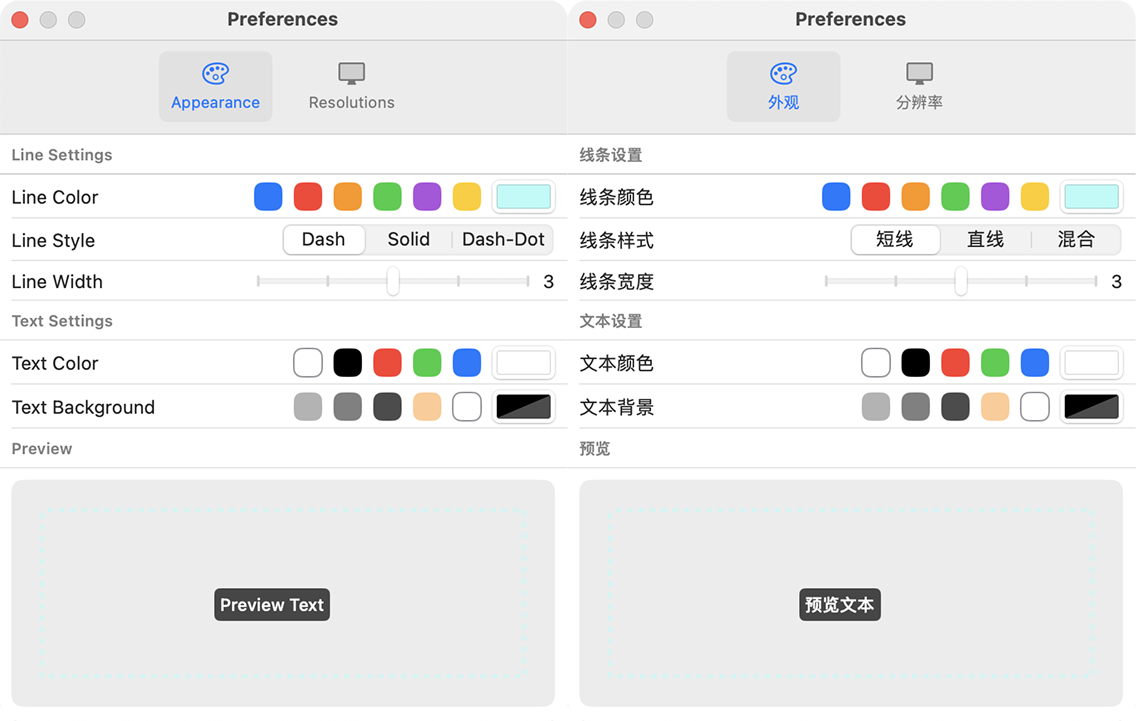 Preferences
Appearance
Resolutions
Line Settings
Line Color
Line Style
Dash
Solid
Dash-Dot
Line Width
3
Text Settings
Text Color
Text Background
Preview
Preview Text
Preferences
外观
分辨率
线条设置
线条颜色
线条样式
短线
直线
混合
线条宽度
3
文本设置
文本颜色
文本背景
预览
预览文本